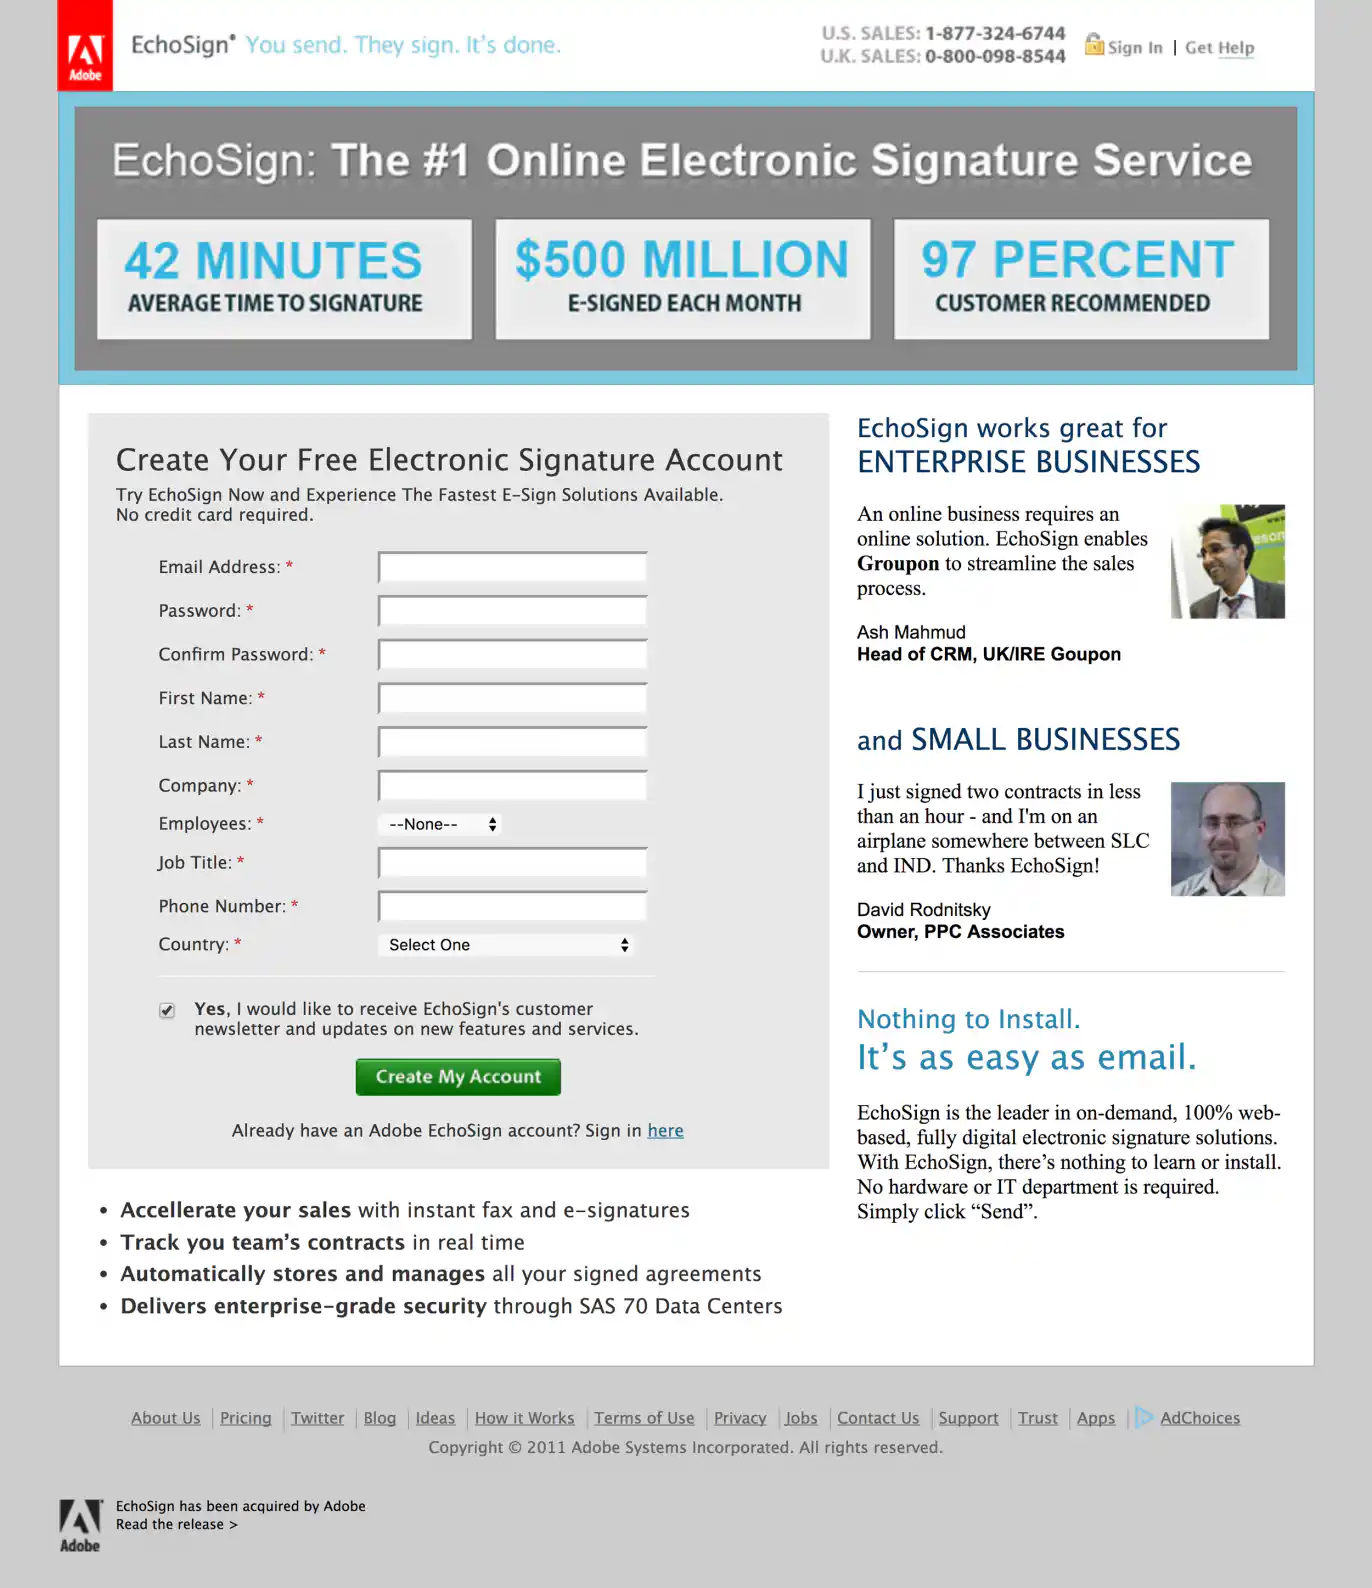 Adobe
EchoSign® You send. They sign. It's done.
U.S. SALES: 1-877-324-6744
U.K. SALES: 0-800-098-8544
Sign In | Get Help
EchoSign: The #1 Online Electronic Signature Service
42 MINUTES
AVERAGE TIME TO SIGNATURE
$500 MILLION
E-SIGNED EACH MONTH
97 PERCENT
CUSTOMER RECOMMENDED
Create Your Free Electronic Signature Account
Try EchoSign Now and Experience The Fastest E-Sign Solutions Available.
No credit card required.
Email Address: *
Password: *
Confirm Password: *
First Name: *
Last Name: *
Company: *
Employees: * --None--
Job Title: *
Phone Number: *
Country: * Select One
Yes, I would like to receive EchoSign's customer
newsletter and updates on new features and services.
Create My Account
Already have an Adobe EchoSign account? Sign in here
• Accellerate your sales with instant fax and e-signatures
• Track you team’s contracts in real time
• Automatically stores and manages all your signed agreements
• Delivers enterprise-grade security through SAS 70 Data Centers
EchoSign works great for
ENTERPRISE BUSINESSES
An online business requires an
online solution. EchoSign enables
Groupon to streamline the sales
process.
Ash Mahmud
Head of CRM, UK/IRE Goupon
and SMALL BUSINESSES
I just signed two contracts in less
than an hour - and I'm on an
airplane somewhere between SLC
and IND. Thanks EchoSign!
David Rodnitsky
Owner, PPC Associates
Nothing to Install.
It’s as easy as email.
EchoSign is the leader in on-demand, 100% web-
based, fully digital electronic signature solutions.
With EchoSign, there’s nothing to learn or install.
No hardware or IT department is required.
Simply click “Send”.
About Us | Pricing | Twitter | Blog | Ideas | How it Works | Terms of Use | Privacy | Jobs | Contact Us | Support | Trust | Apps | AdChoices
Copyright © 2011 Adobe Systems Incorporated. All rights reserved.
Adobe
EchoSign has been acquired by Adobe
Read the release >